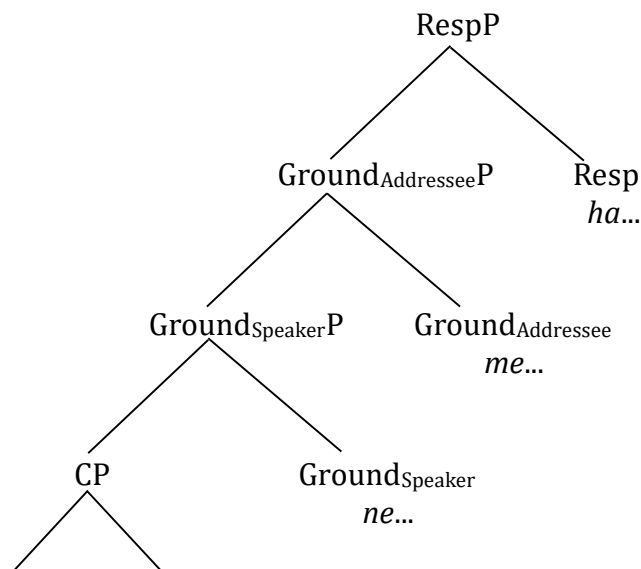 RespP
GroundAddresseeP Resp
ha...
GroundSpeakerP GroundAddressee
me...
CP GroundSpeaker
ne...